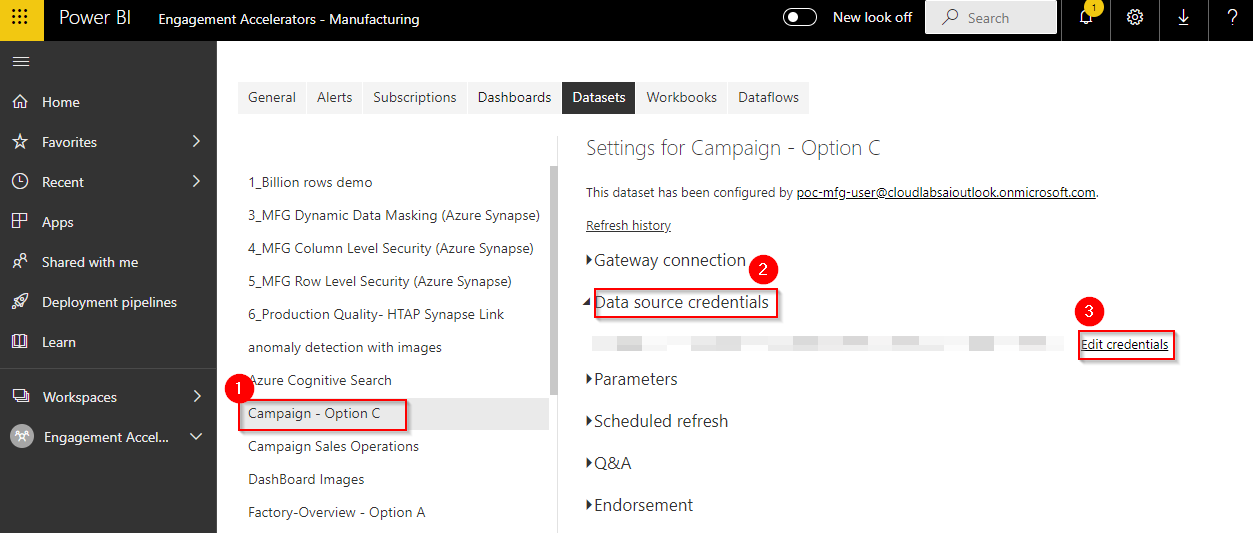 Power BI Engagement Accelerators - Manufacturing New look off Search 1 ?
Home
Favorites
Recent
Apps
Shared with me
Deployment pipelines
Learn
Workspaces
Engagement Accel...
General Alerts Subscriptions Dashboards Datasets Workbooks Dataflows
1_Billion rows demo
3_MFG Dynamic Data Masking (Azure Synapse)
4_MFG Column Level Security (Azure Synapse)
5_MFG Row Level Security (Azure Synapse)
6_Production Quality- HTAP Synapse Link
anomaly detection with images
Azure Cognitive Search
1
Campaign - Option C
Campaign Sales Operations
DashBoard Images
Factory-Overview - Option A
Settings for Campaign - Option C
This dataset has been configured by poc-mfg-user@cloudlabsaioutlook.onmicrosoft.com.
Refresh history
Gateway connection
2
Data source credentials
3
Edit credentials
Parameters
Scheduled refresh
Q&A
Endorsement